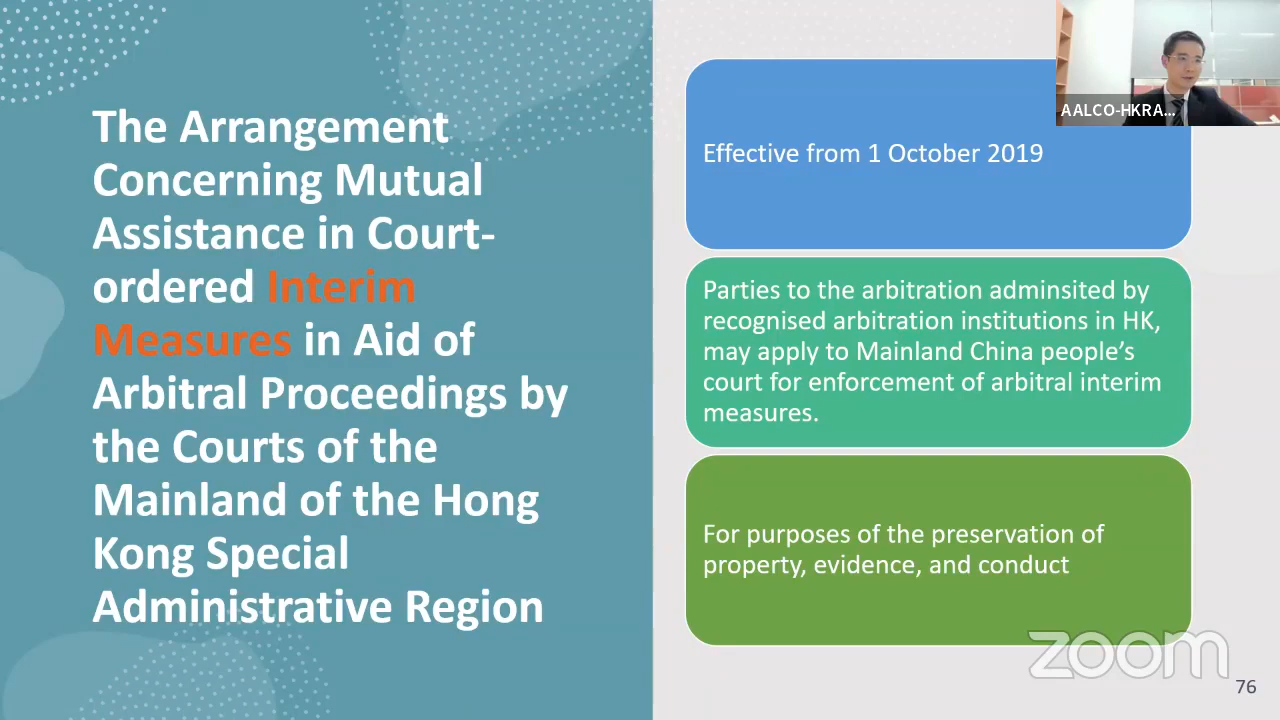 The Arrangement
Concerning Mutual
Assistance in Court-
ordered Interim
Measures in Aid of
Arbitral Proceedings by
the Courts of the
Mainland of the Hong
Kong Special
Administrative Region
Effective from 1 October 2019
AALCO-HKRA...
Parties to the arbitration adminsited by
recognised arbitration institutions in HK,
may apply to Mainland China people’s
court for enforcement of arbitral interim
measures.
For purposes of the preservation of
property, evidence, and conduct
zoom
76